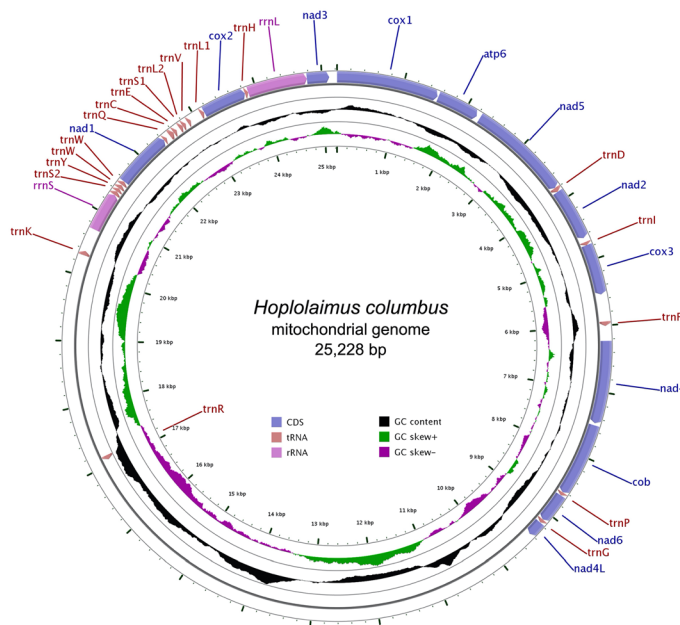 nad3
cox1
atp6
nad5
trnD
nad2
trnI
cox3
trnF
nad4
cob
trnP
nad6
trnG
nad4L
trnR
trnK
rrnS
trnS2
trnY
trnW
trnW
nad1
trnQ
trnC
trnE
trnS1
trnL2
trnV
trnL1
cox2
trnH
rrnL
25 kbp
1 kbp
2 kbp
3 kbp
4 kbp
5 kbp
6 kbp
7 kbp
8 kbp
9 kbp
10 kbp
11 kbp
12 kbp
13 kbp
14 kbp
15 kbp
16 kbp
17 kbp
18 kbp
19 kbp
20 kbp
21 kbp
22 kbp
23 kbp
24 kbp
Hoplolaimus columbus
mitochondrial genome
25,228 bp
CDS
tRNA
rRNA
GC content
GC skew+
GC skew-